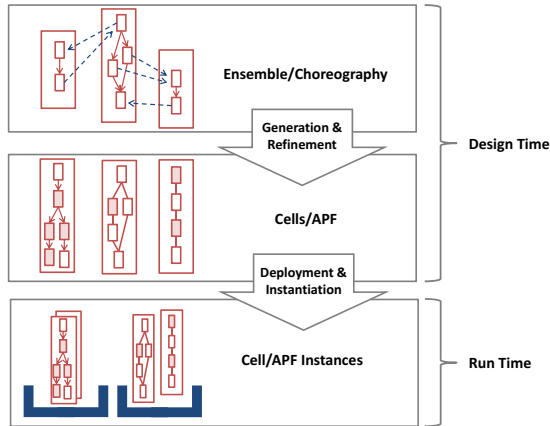 Ensemble/Choreography
Generation &
Refinement
Design Time
Cells/APF
Deployment &
Instantiation
Cell/APF Instances
Run Time